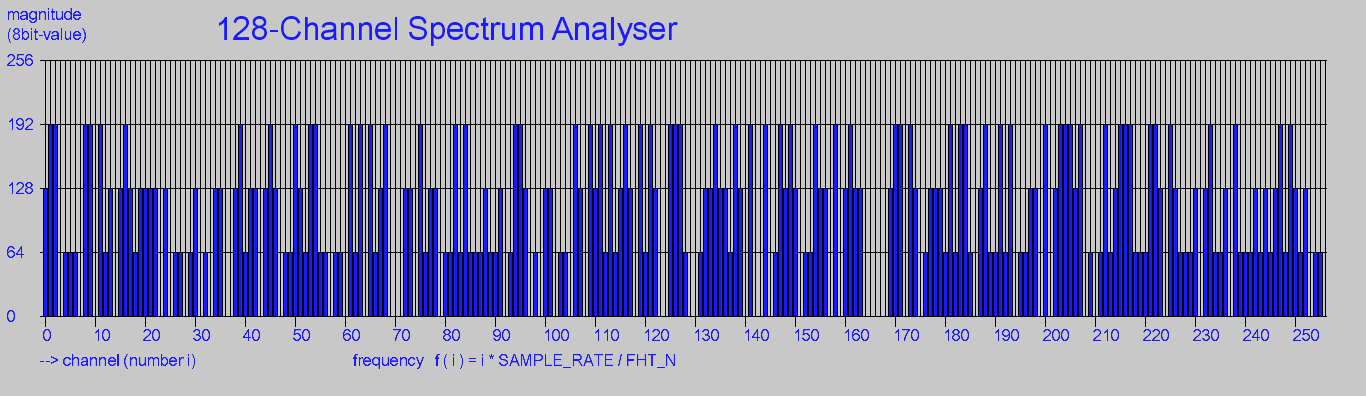 magnitude
(8bit-value)
128-Channel Spectrum Analyser
256
192
128
64
0
0 10 20 30 40 50 60 70 80 90 100 110 120 130 140 150 160 170 180 190 200 210 220 230 240 250
--> channel (number i)
frequency f ( i ) = i * SAMPLE_RATE / FHT_N